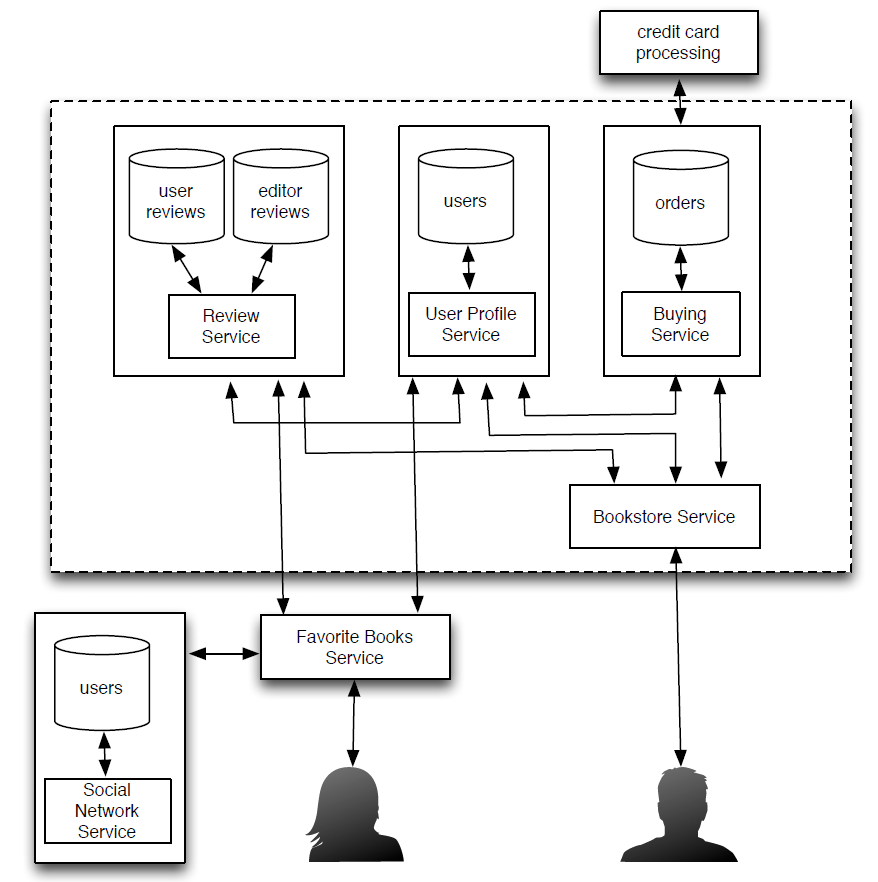 credit card
processing
user
reviews
editor
reviews
users
orders
Review
Service
User Profile
Service
Buying
Service
Bookstore Service
Favorite Books
Service
users
Social
Network
Service